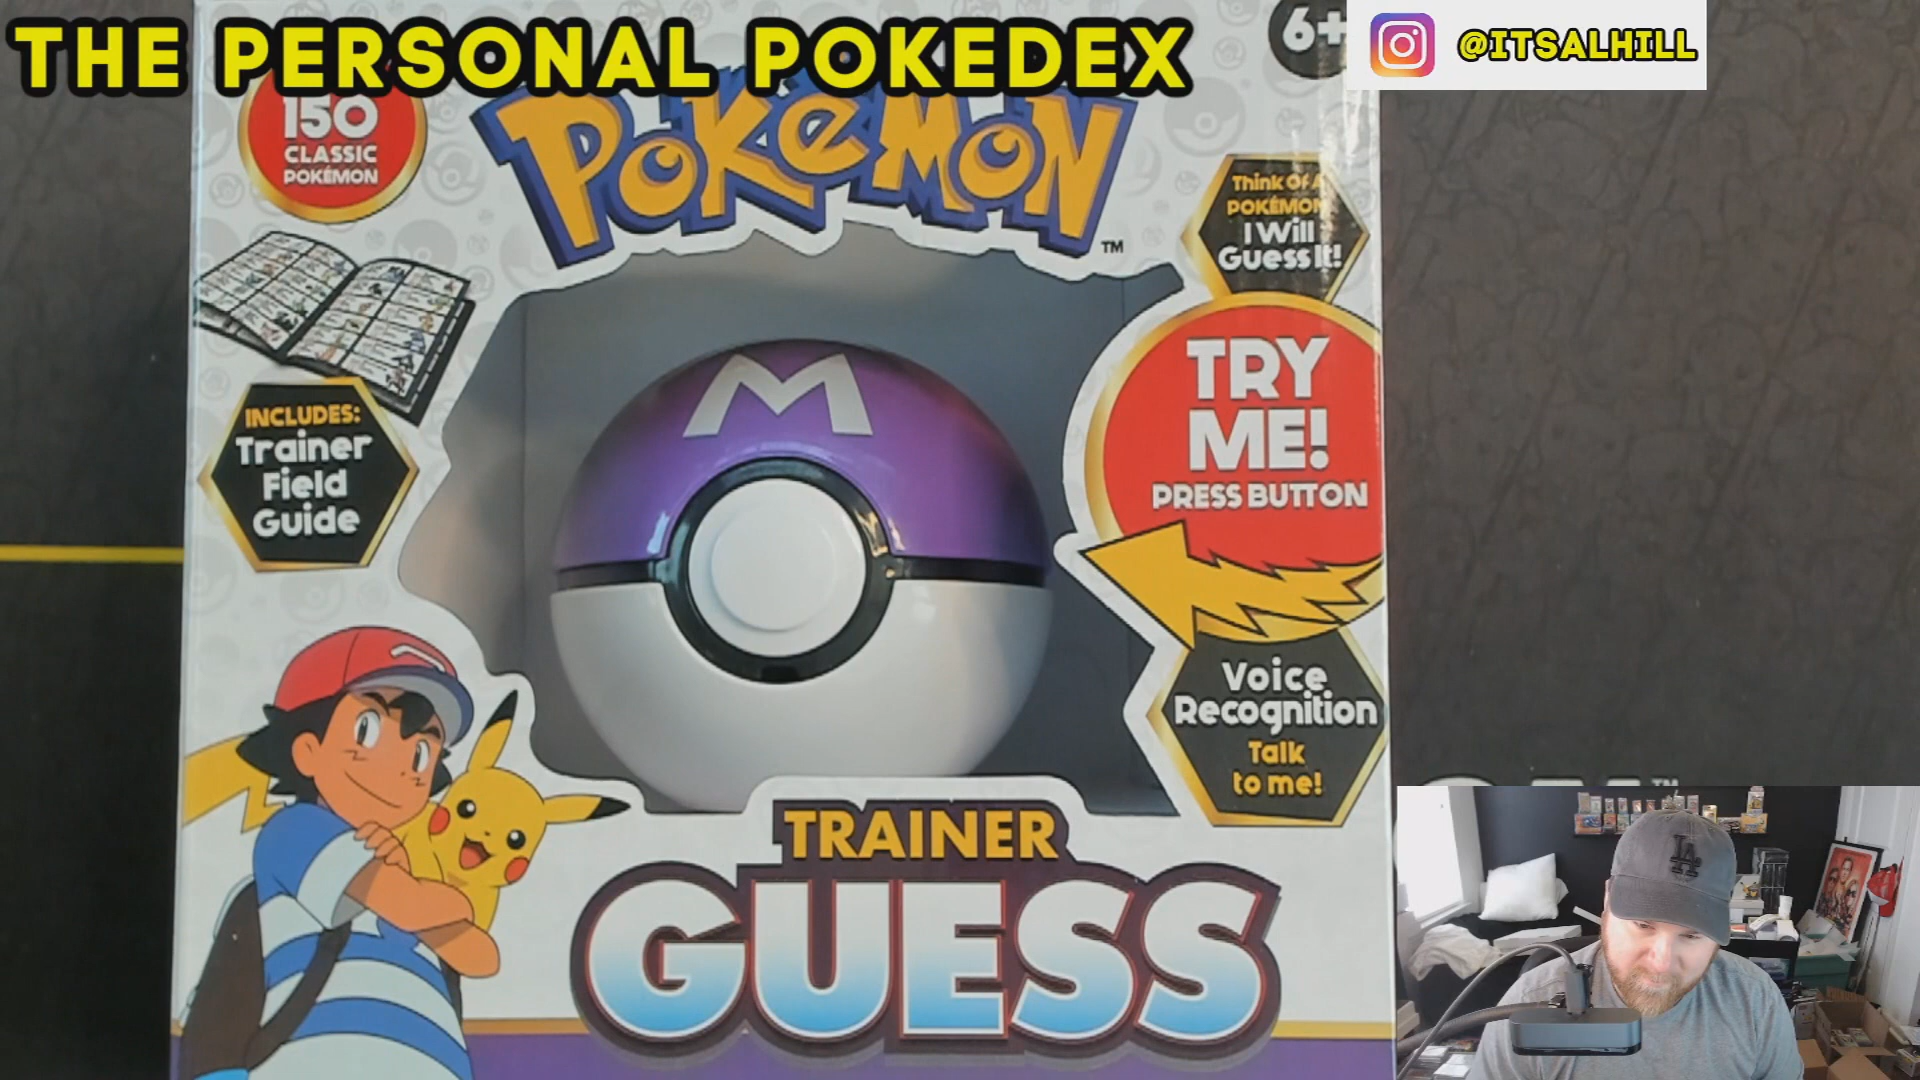 THE PERSONAL POKEDEX
@ITSALHILL
6+
150
CLASSIC
POKÉMON
POKéMON
TM
Think Of A
POKÉMON
I Will
Guess It!
TRY
ME!
PRESS BUTTON
INCLUDES:
Trainer
Field
Guide
M
Voice
Recognition
Talk
to me!
TRAINER
GUESS
LA